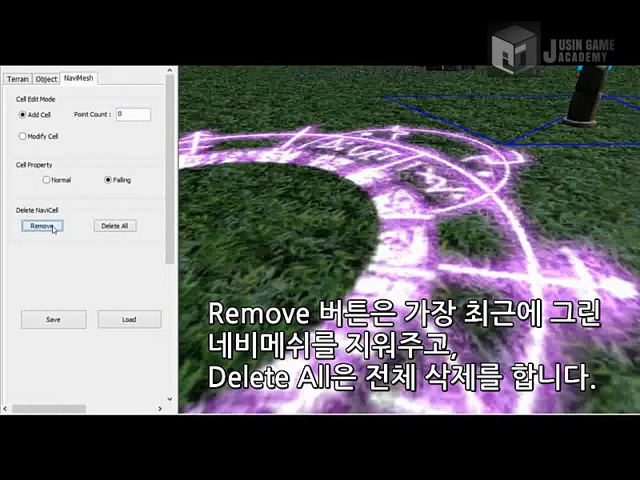 JUSIN GAME
ACADEMY
Terrain Object NaviMesh
Cell Edit Mode
Add Cell Point Count : 0
Modify Cell
Cell Property
Normal Falling
Delete NaviCell
Remove Delete All
Save Load
Remove 버튼은 가장 최근에 그린
네비메쉬를 지워주고,
Delete All은 전체 삭제를 합니다.